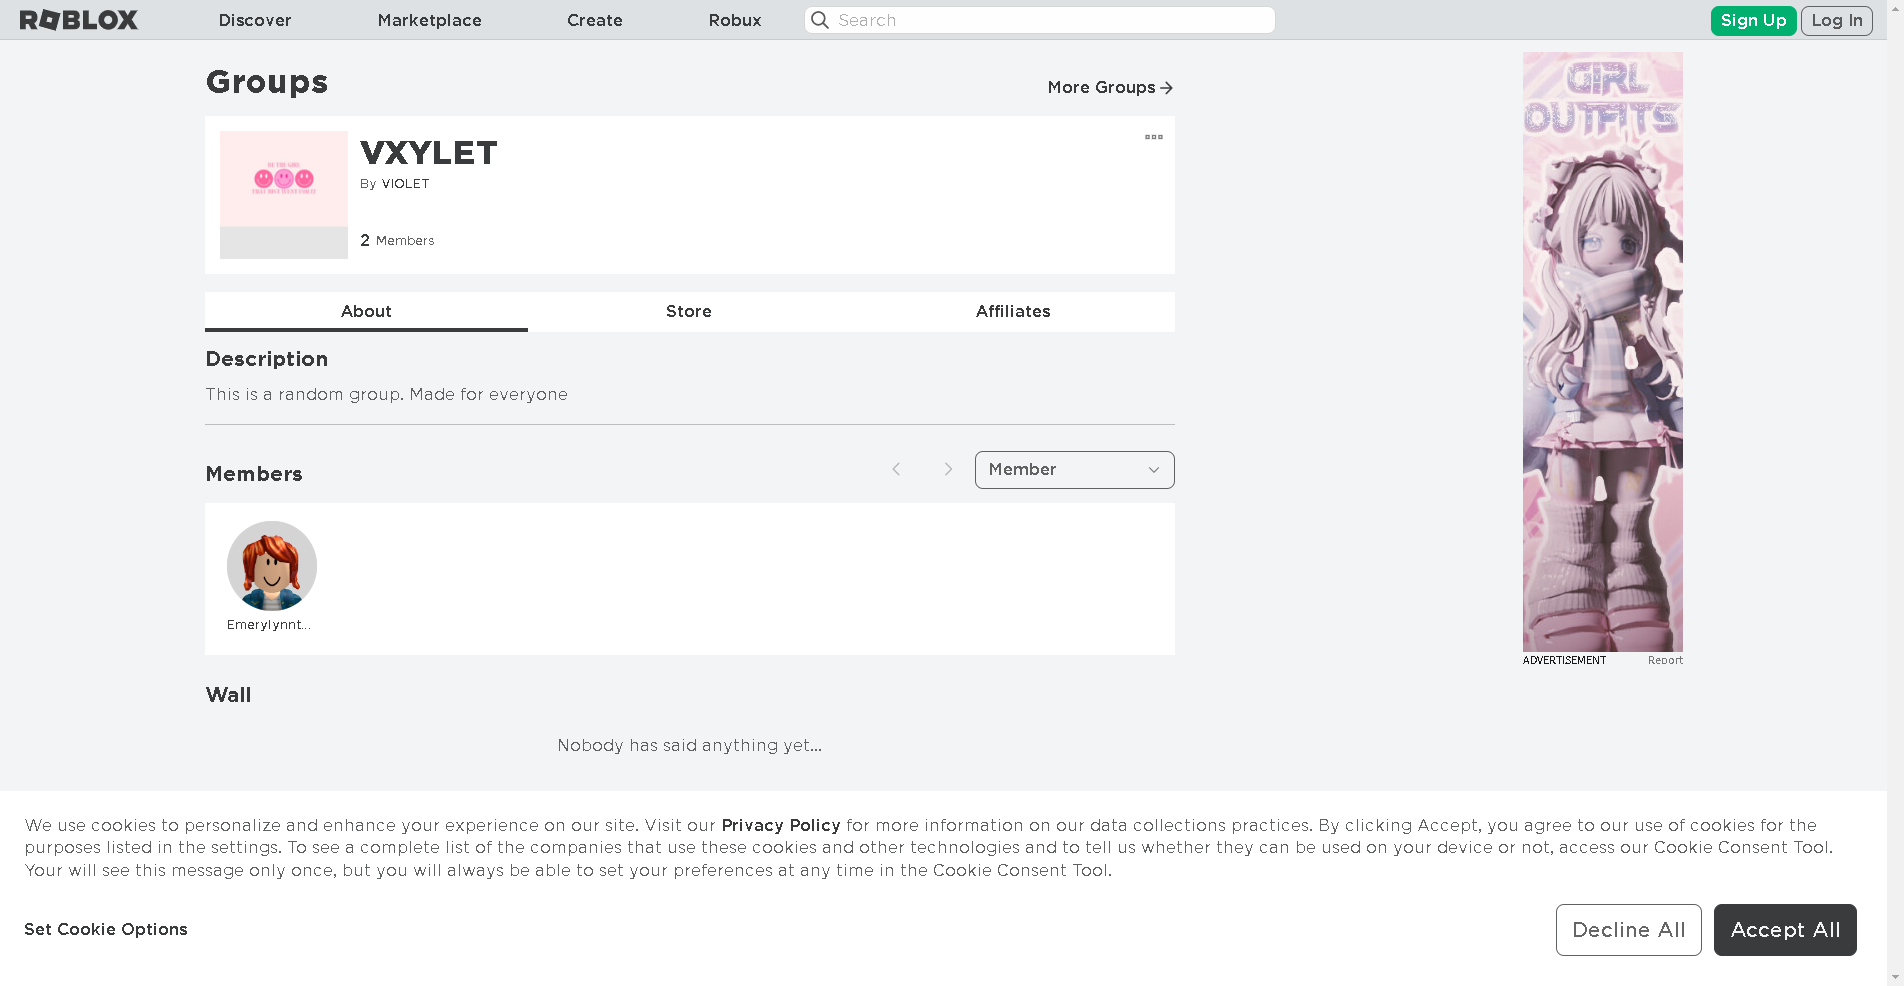 ROBLOX
Discover
Marketplace
Create
Robux
Search
Sign Up
Log In
Groups
More Groups
BE THE GIRL
VXYLET
By VIOLET
2 Members
About
Store
Affiliates
Description
This is a random group. Made for everyone
Members
Member
Emerylynnt...
Wall
Nobody has said anything yet...
GIRL
OUTFITS
ADVERTISEMENT
Report
We use cookies to personalize and enhance your experience on our site. Visit our Privacy Policy for more information on our data collections practices. By clicking Accept, you agree to our use of cookies for the
purposes listed in the settings. To see a complete list of the companies that use these cookies and other technologies and to tell us whether they can be used on your device or not, access our Cookie Consent Tool.
Your will see this message only once, but you will always be able to set your preferences at any time in the Cookie Consent Tool.
Set Cookie Options
Decline All
Accept All